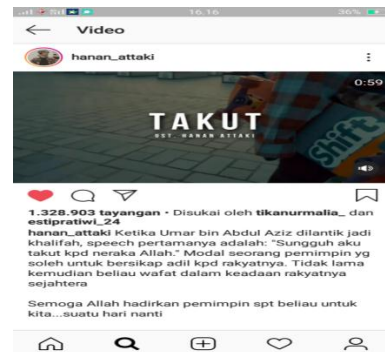 16.16
36%
Video
hanan_attaki
0:59
TAKUT
UST. HANAN ATTAKI
shift
1.328.903 tayangan • Disukai oleh tikanurmalia_ dan
estipratiwi_24
hanan_attaki Ketika Umar bin Abdul Aziz dilantik jadi
khalifah, speech pertamanya adalah: "Sungguh aku
takut kpd neraka Allah." Modal seorang pemimpin yg
soleh untuk bersikap adil kpd rakyatnya. Tidak lama
kemudian beliau wafat dalam keadaan rakyatnya
sejahtera
Semoga Allah hadirkan pemimpin spt beliau untuk
kita...suatu hari nanti